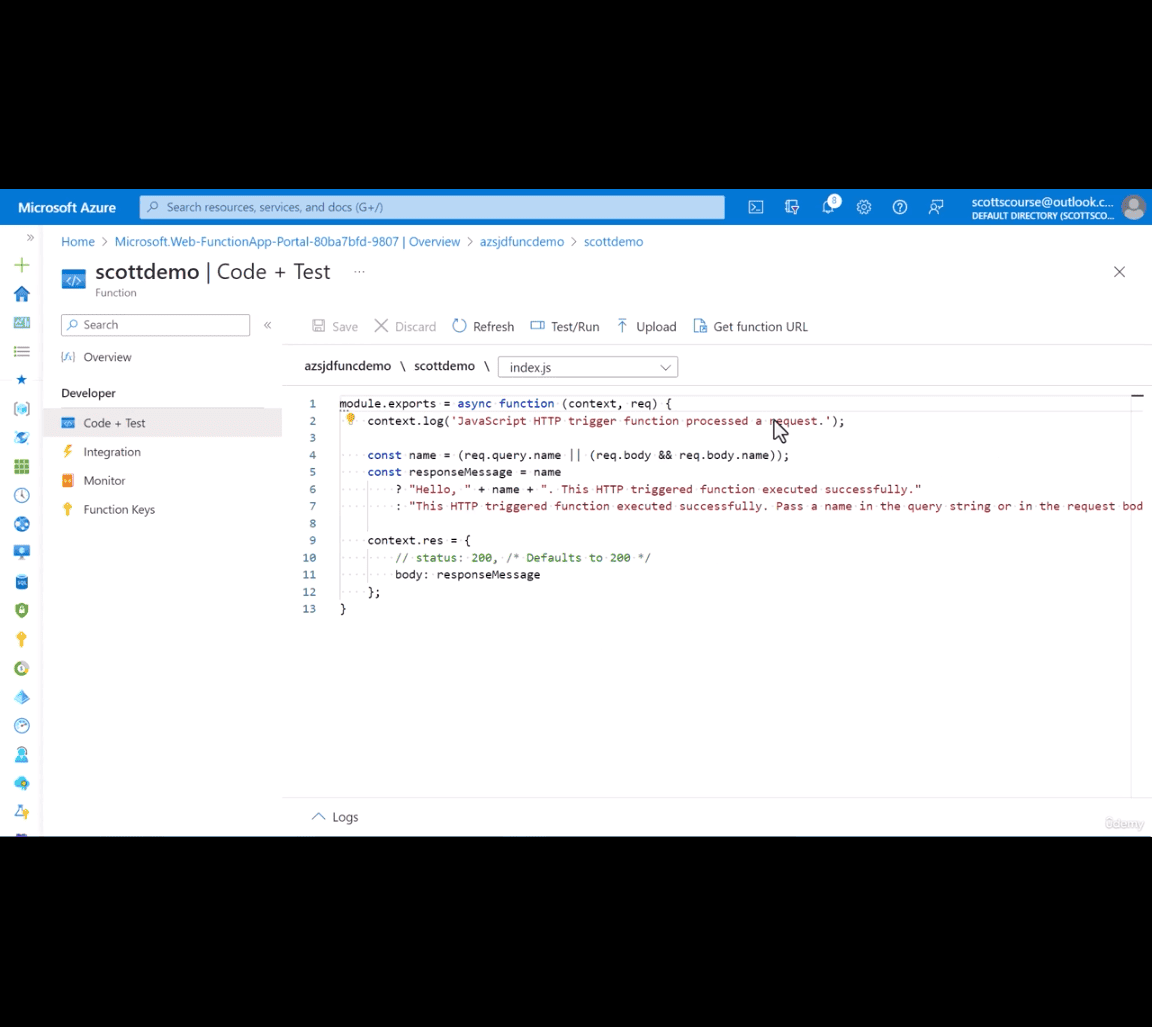 Microsoft Azure
Search resources, services, and docs (G+/)
8
scottscourse@outlook.c...
DEFAULT DIRECTORY (SCOTTSCO...
Home > Microsoft.Web-FunctionApp-Portal-80ba7bfd-9807 | Overview > azsjdfuncdemo > scottdemo
scottdemo | Code + Test ...
Function
Search
Save Discard Refresh Test/Run Upload Get function URL
Overview
Developer
Code + Test
Integration
Monitor
Function Keys
azsjdfuncdemo \ scottdemo \ index.js
1 module.exports = async function (context, req) {
2 context.log('JavaScript HTTP trigger function processed a request.');
3
4 const name = (req.query.name || (req.body && req.body.name));
5 const responseMessage = name
6 ? "Hello, " + name + ". This HTTP triggered function executed successfully."
7 : "This HTTP triggered function executed successfully. Pass a name in the query string or in the request bod
8
9 context.res = {
10 // status: 200, /* Defaults to 200 */
11 body: responseMessage
12 };
13 }
Logs
ûdemy